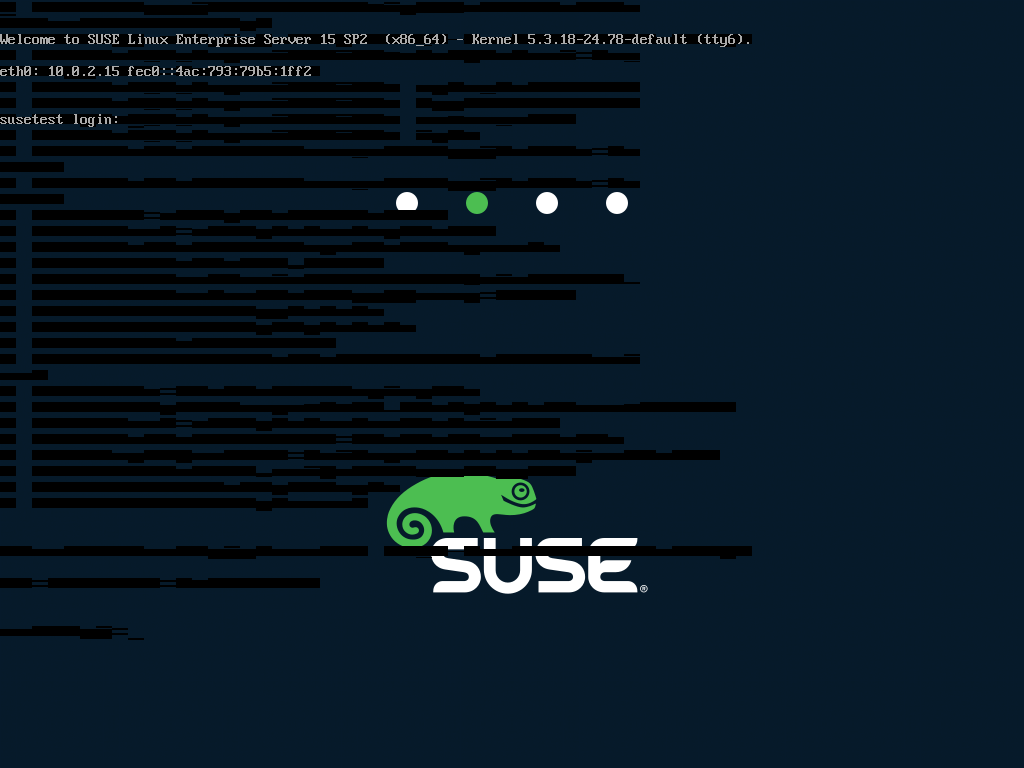 Welcome to SUSE Linux Enterprise Server 15 SP2  (x86_64) - Kernel 5.3.18-24.78-default (tty6).
eth0: 10.0.2.15 fec0::4ac:793:79b5:1ff2
susetest login:
SUSE®